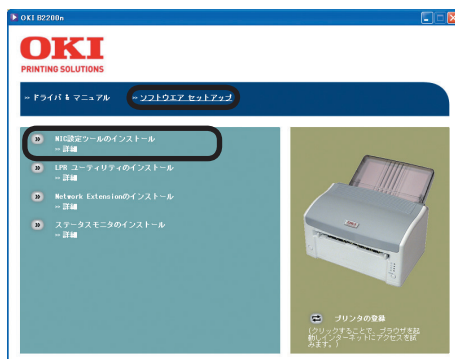 OKI B2200n
OKI
PRINTING SOLUTIONS
ドライバ & マニュアル
ソフトウエア セットアップ
NIC設定ツールのインストール
詳細
LPR ユーティリティのインストール
詳細
Network Extensionのインストール
詳細
ステータスモニタのインストール
詳細
プリンタの登録
(クリックすることで、ブラウザを起
動しインターネットにアクセスを試
みます。)